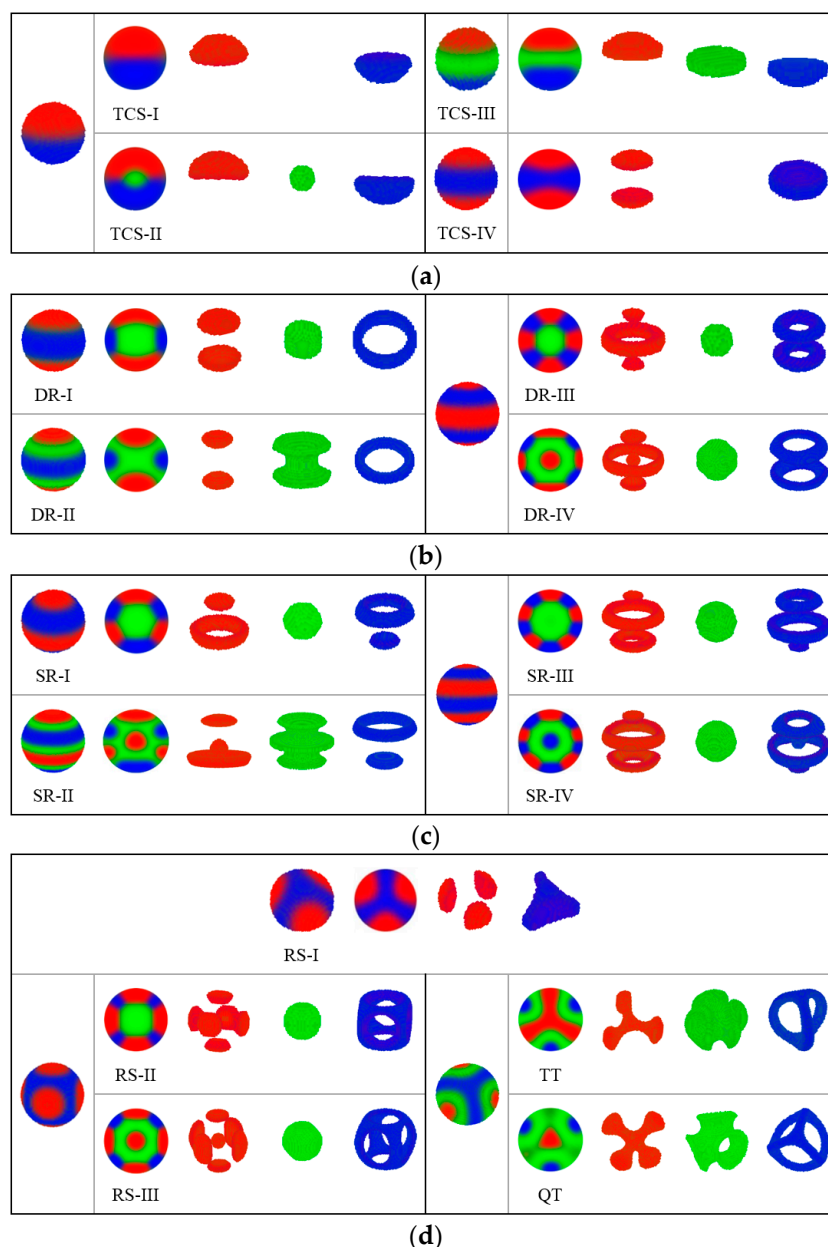 TCS-I
TCS-III
TCS-II
TCS-IV
(a)
DR-I
DR-III
DR-II
DR-IV
(b)
SR-I
SR-III
SR-II
SR-IV
(c)
RS-I
RS-II
TT
RS-III
QT
(d)